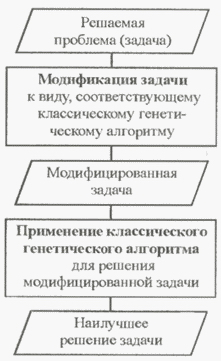 Решаемая
проблема (задача)
Модификация задачи
к виду, соответствующему
классическому генети-
ческому алгоритму
Модифицированная
задача
Применение классического
генетического алгоритма
для решения
модифицированной задачи
Наилучшее
решение задачи